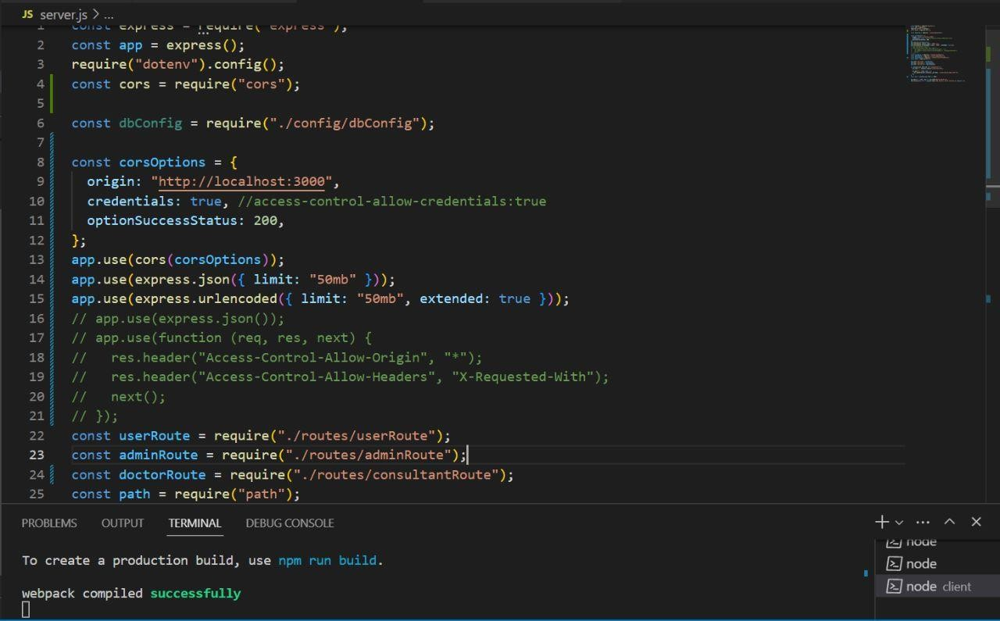 JS server.js > ...
1 const express = require("express");
2 const app = express();
3 require("dotenv").config();
4 const cors = require("cors");
5
6 const dbConfig = require("./config/dbConfig");
7
8 const corsOptions = {
9 origin: "http://localhost:3000",
10 credentials: true, //access-control-allow-credentials:true
11 optionSuccessStatus: 200,
12 };
13 app.use(cors(corsOptions));
14 app.use(express.json({ limit: "50mb" }));
15 app.use(express.urlencoded({ limit: "50mb", extended: true }));
16 // app.use(express.json());
17 // app.use(function (req, res, next) {
18 //   res.header("Access-Control-Allow-Origin", "*");
19 //   res.header("Access-Control-Allow-Headers", "X-Requested-With");
20 //   next();
21 // });
22 const userRoute = require("./routes/userRoute");
23 const adminRoute = require("./routes/adminRoute");
24 const doctorRoute = require("./routes/consultantRoute");
25 const path = require("path");
PROBLEMS OUTPUT TERMINAL DEBUG CONSOLE
To create a production build, use npm run build.
webpack compiled successfully
node
node
node client